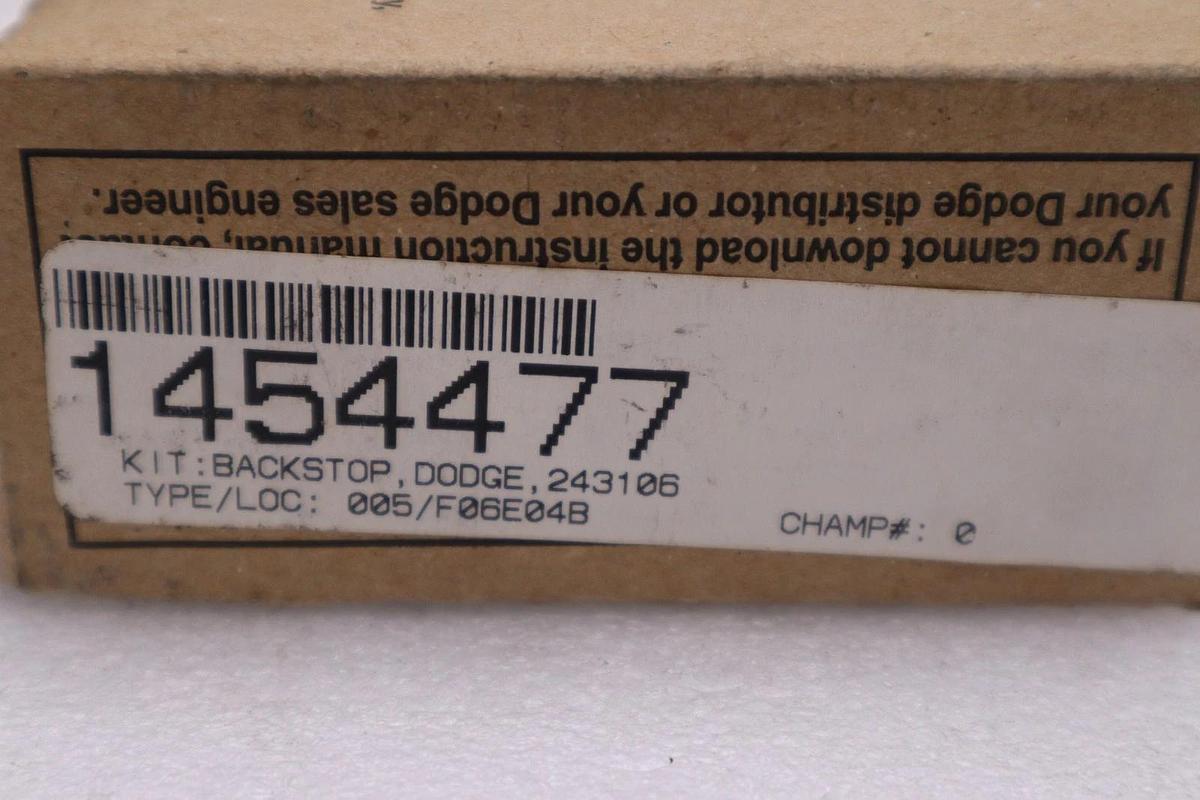 If you cannot download the instruction manual, contact
your Dodge distributor or your Dodge sales engineer.
1454477
KIT:BACKSTOP,DODGE,243106
TYPE/LOC: 005/F06E04B
CHAMP#: 0